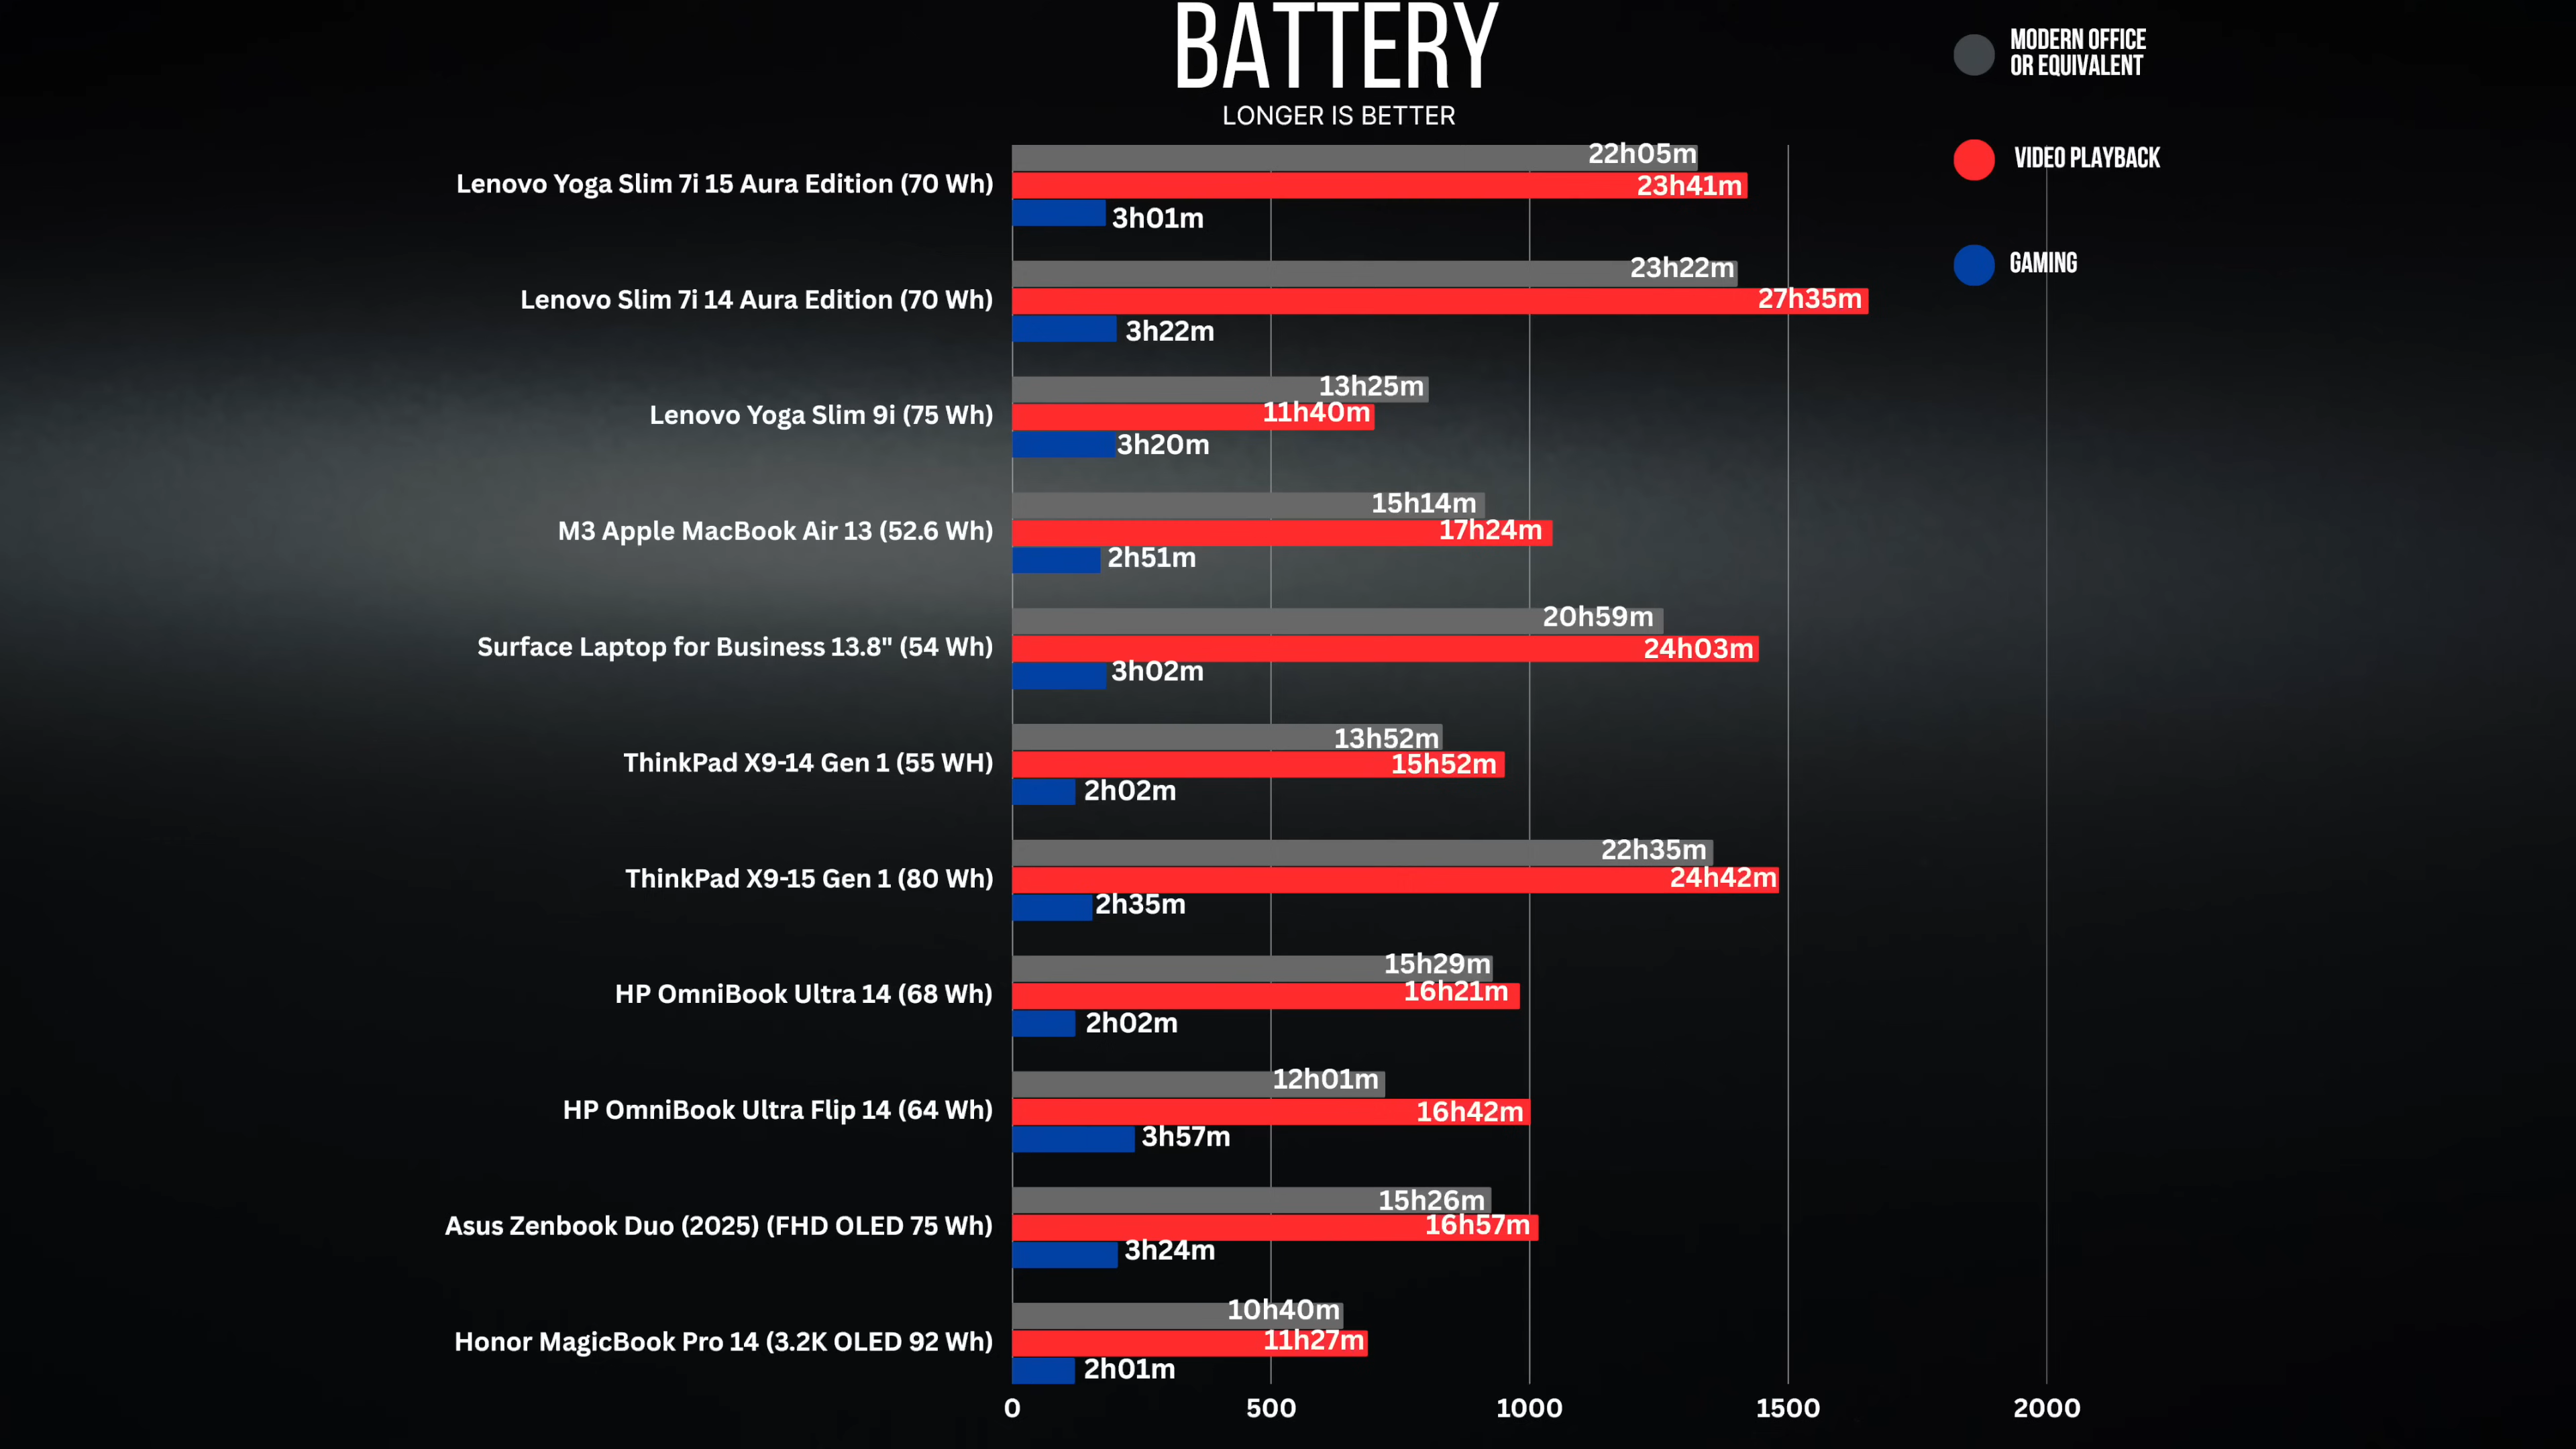 BATTERY
LONGER IS BETTER
MODERN OFFICE
OR EQUIVALENT
VIDEO PLAYBACK
GAMING
Lenovo Yoga Slim 7i 15 Aura Edition (70 Wh)
22h05m
23h41m
3h01m
Lenovo Slim 7i 14 Aura Edition (70 Wh)
23h22m
27h35m
3h22m
Lenovo Yoga Slim 9i (75 Wh)
13h25m
11h40m
3h20m
M3 Apple MacBook Air 13 (52.6 Wh)
15h14m
17h24m
2h51m
Surface Laptop for Business 13.8" (54 Wh)
20h59m
24h03m
3h02m
ThinkPad X9-14 Gen 1 (55 WH)
13h52m
15h52m
2h02m
ThinkPad X9-15 Gen 1 (80 Wh)
22h35m
24h42m
2h35m
HP OmniBook Ultra 14 (68 Wh)
15h29m
16h21m
2h02m
HP OmniBook Ultra Flip 14 (64 Wh)
12h01m
16h42m
3h57m
Asus Zenbook Duo (2025) (FHD OLED 75 Wh)
15h26m
16h57m
3h24m
Honor MagicBook Pro 14 (3.2K OLED 92 Wh)
10h40m
11h27m
2h01m
0 500 1000 1500 2000